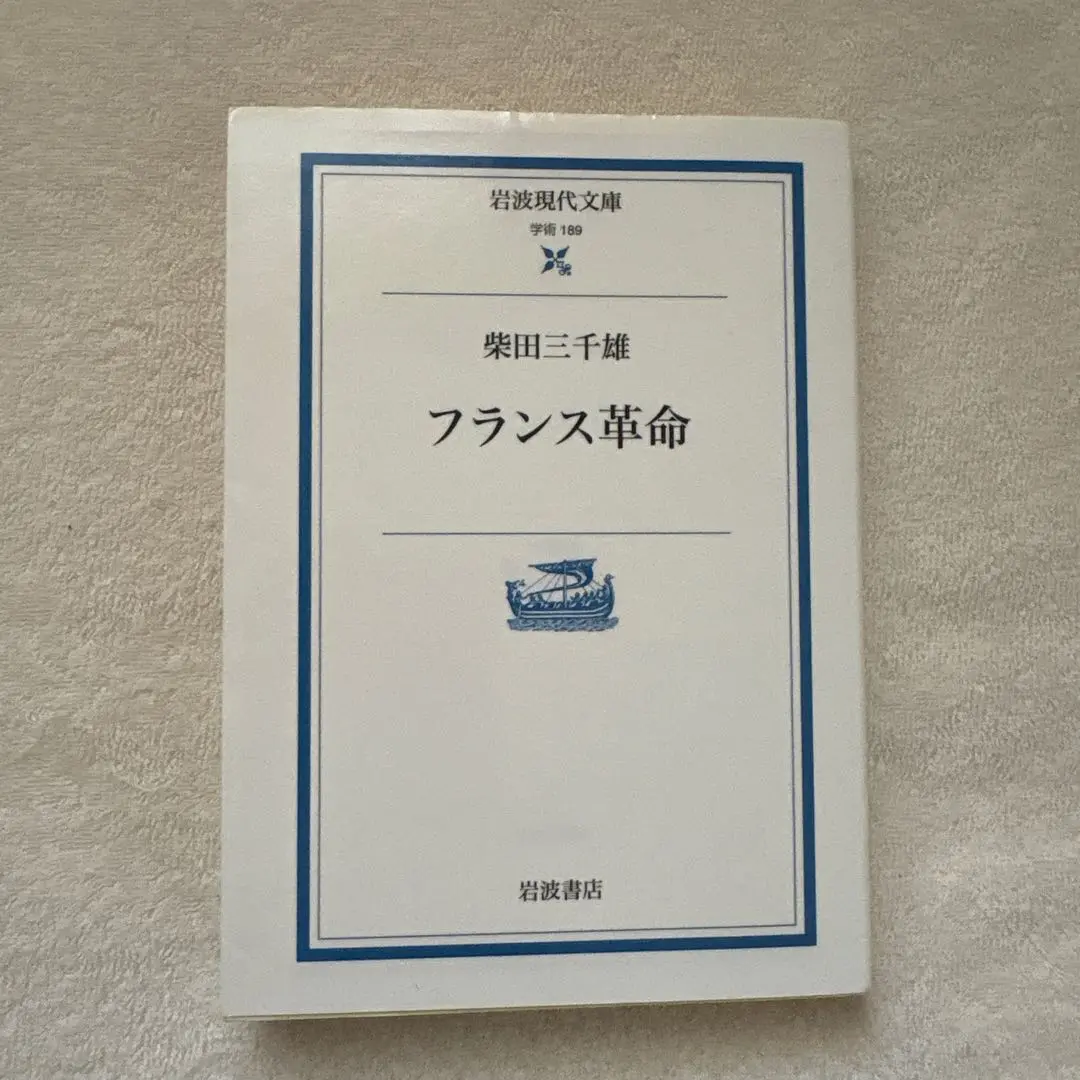 岩波現代文庫
学術 189
柴田三千雄
フランス革命
岩波書店